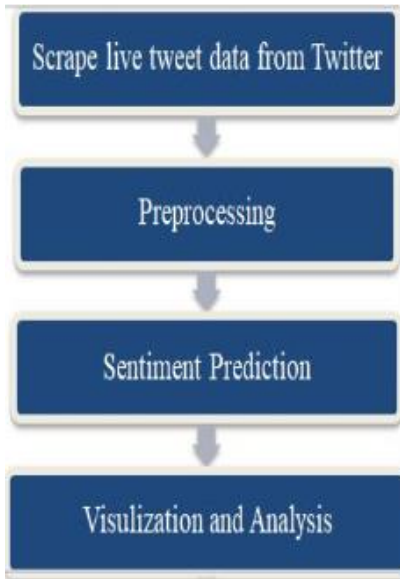 Scrape live tweet data from Twitter
Preprocessing
Sentiment Prediction
Visulization and Analysis